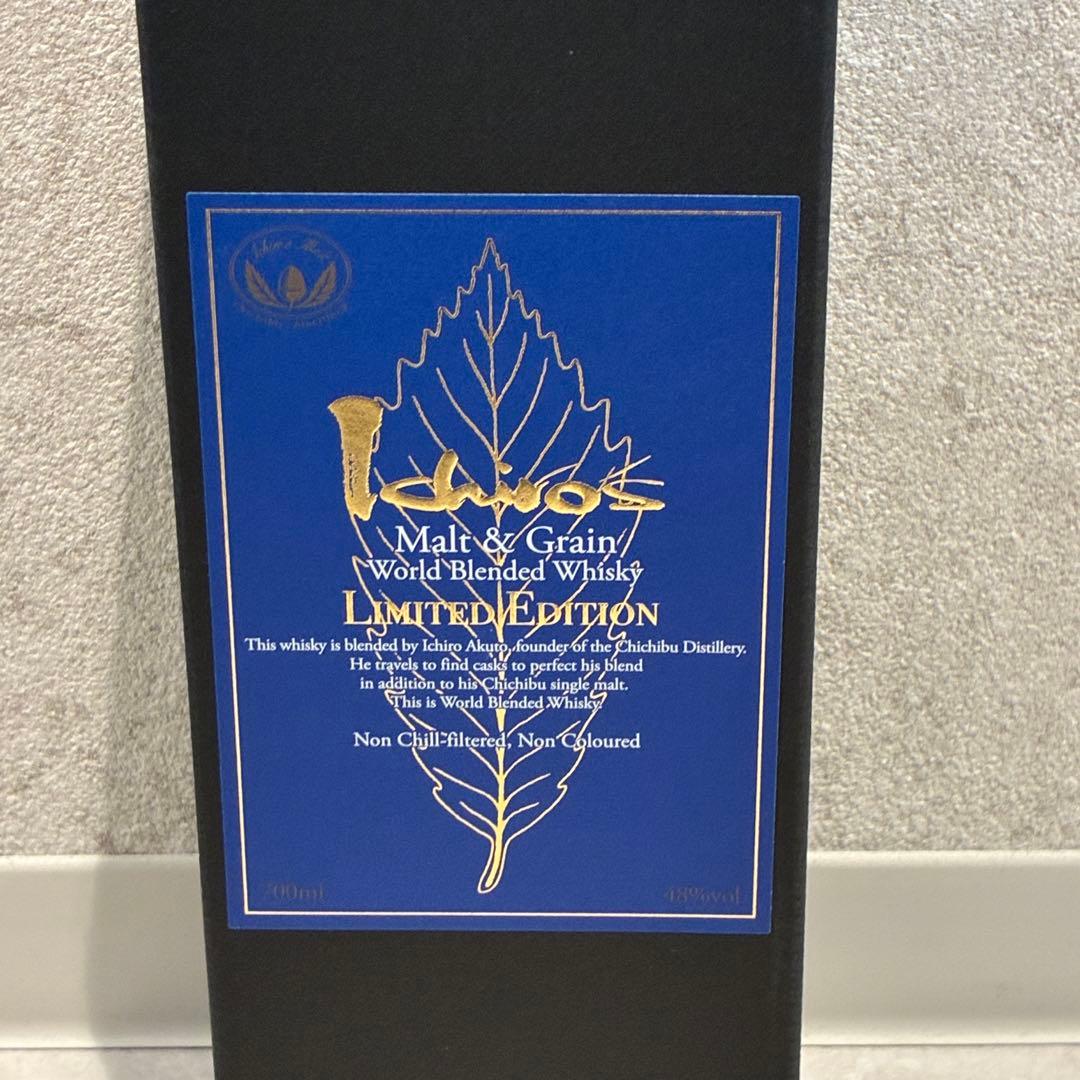 Ichiro's Malt
Ichiro's
Malt & Grain
World Blended Whisky
LIMITED EDITION
This whisky is blended by Ichiro Akuto, founder of the Chichibu Distillery.
He travels to find casks to perfect his blend
in addition to his Chichibu single malt.
This is World Blended Whisky.
Non Chill-filtered, Non Coloured
700ml
48%vol